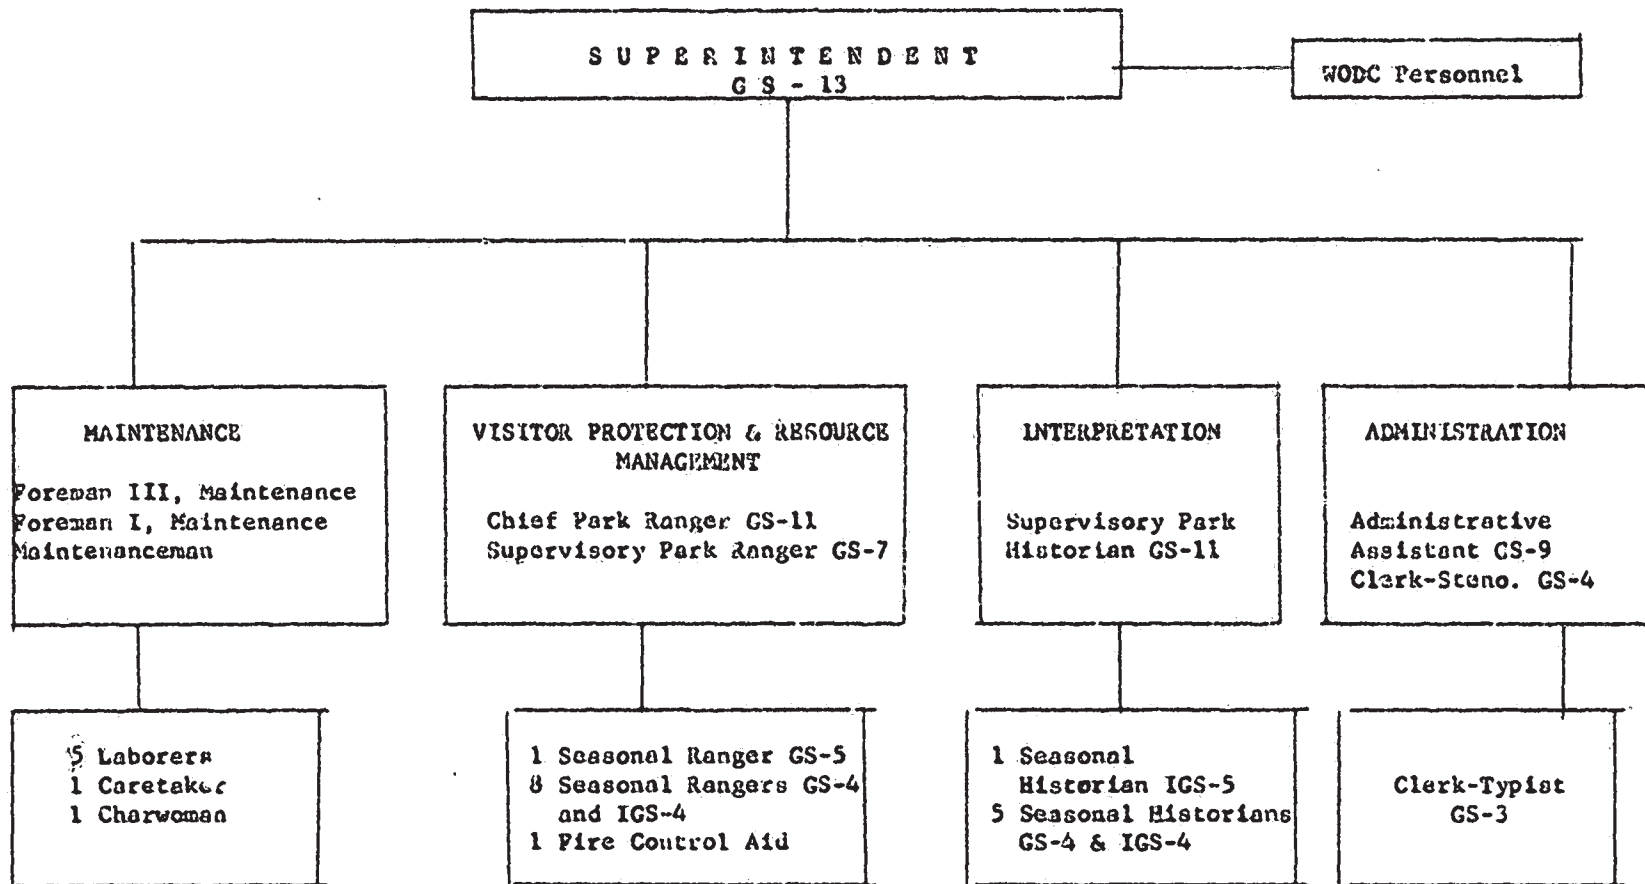 SUPERINTENDENT
GS-13
WODC Personnel
MAINTENANCE
Foreman III, Maintenance
Foreman I, Maintenance
Maintenanceman
VISITOR PROTECTION & RESOURCE
MANAGEMENT
Chief Park Ranger GS-11
Supervisory Park Ranger GS-7
INTERPRETATION
Supervisory Park
Historian GS-11
ADMINISTRATION
Administrative
Assistant GS-9
Clerk-Steno. GS-4
5 Laborers
1 Caretaker
1 Charwoman
1 Seasonal Ranger GS-5
8 Seasonal Rangers GS-4
and IGS-4
1 Fire Control Aid
1 Seasonal
Historian IGS-5
5 Seasonal Historians
GS-4 & IGS-4
Clerk-Typist
GS-3